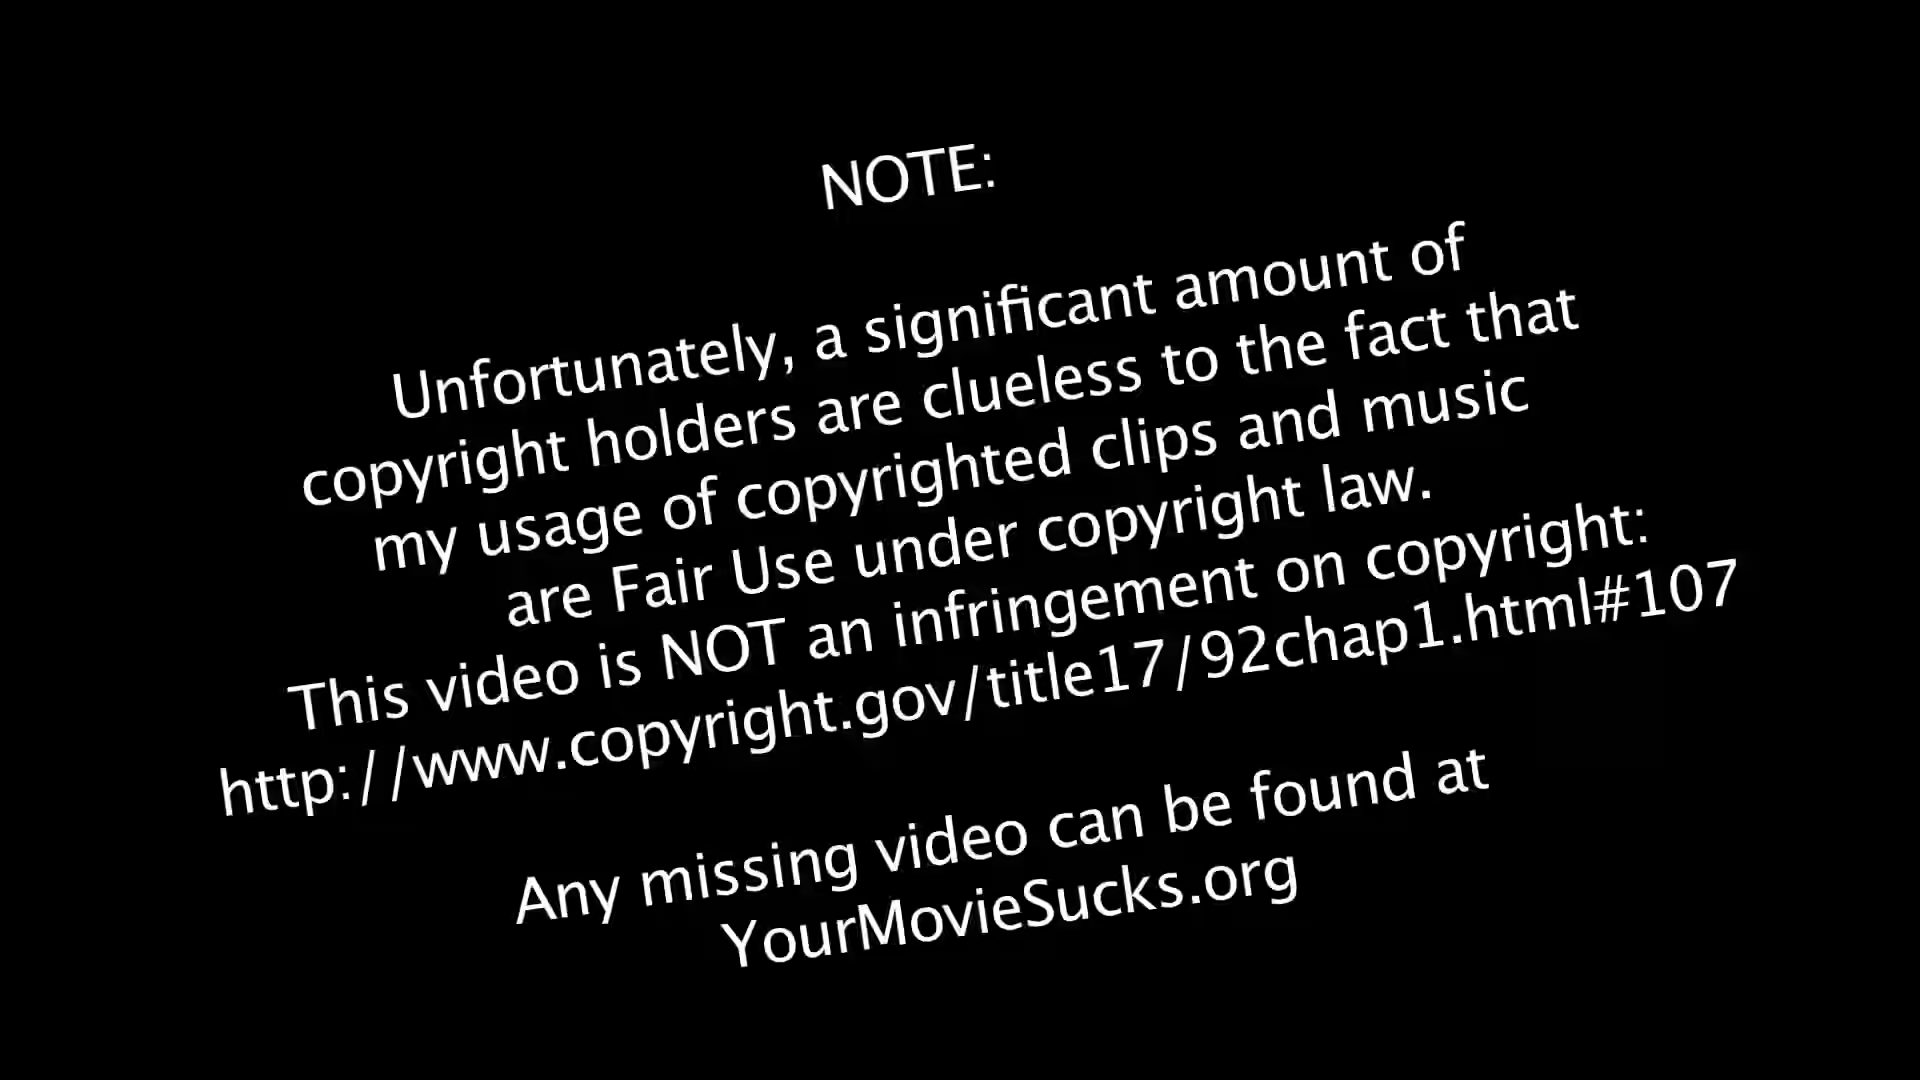 NOTE:
Unfortunately, a significant amount of
copyright holders are clueless to the fact that
my usage of copyrighted clips and music
are Fair Use under copyright law.
This video is NOT an infringement on copyright:
http://www.copyright.gov/title17/92chap1.html#107
Any missing video can be found at
YourMovieSucks.org